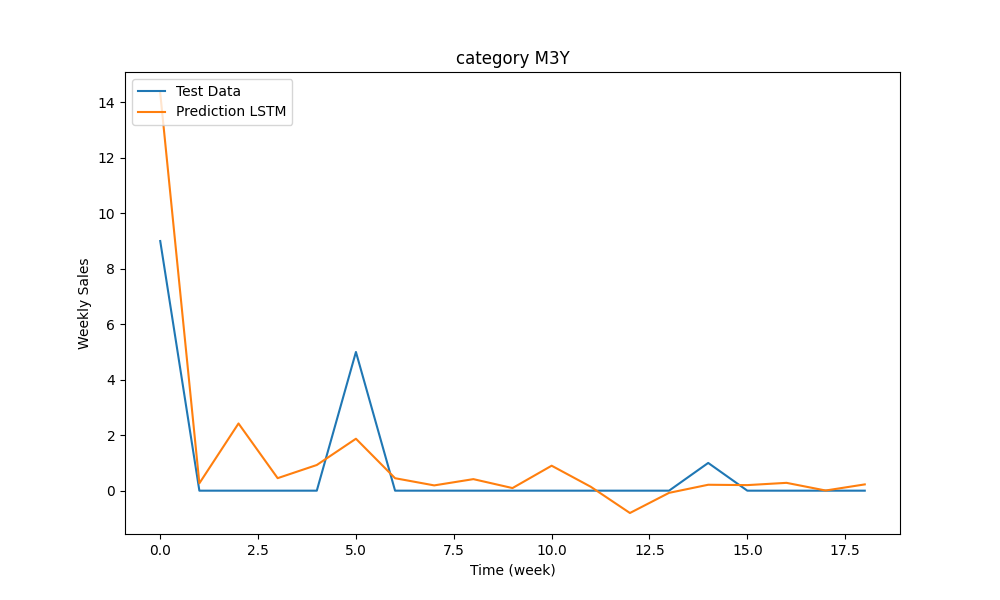 category M3Y
Test Data
Prediction LSTM
14
12
10
8
6
4
2
0
Weekly Sales
0.0 2.5 5.0 7.5 10.0 12.5 15.0 17.5
Time (week)